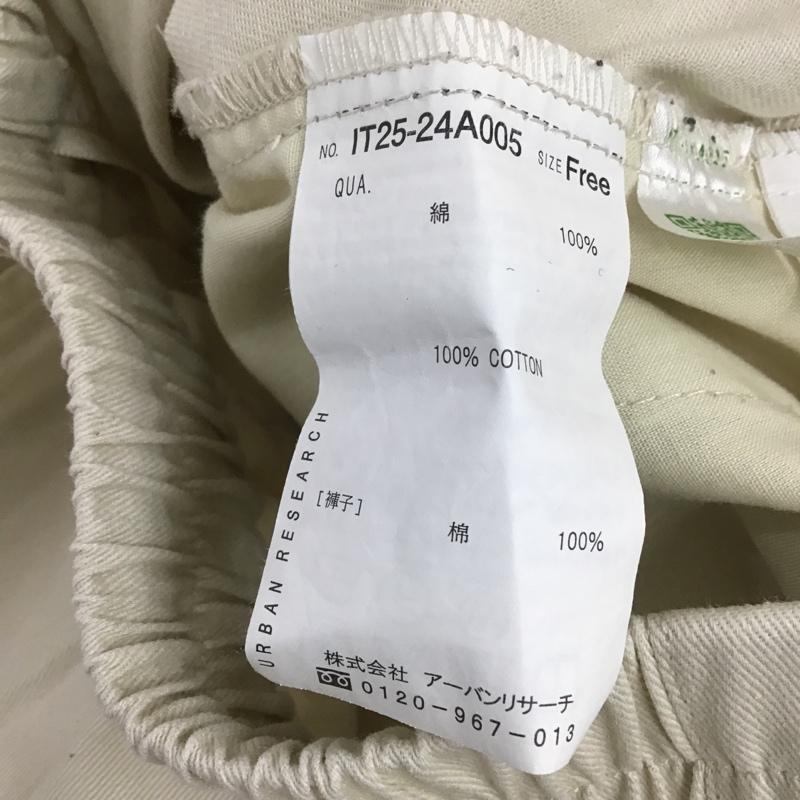 NO. IT25-24A005 SIZE Free
QUA.
綿 100%
100% COTTON
URBAN RESEARCH
[褲子]
棉 100%
株式会社 アーバンリサーチ
0120-967-013